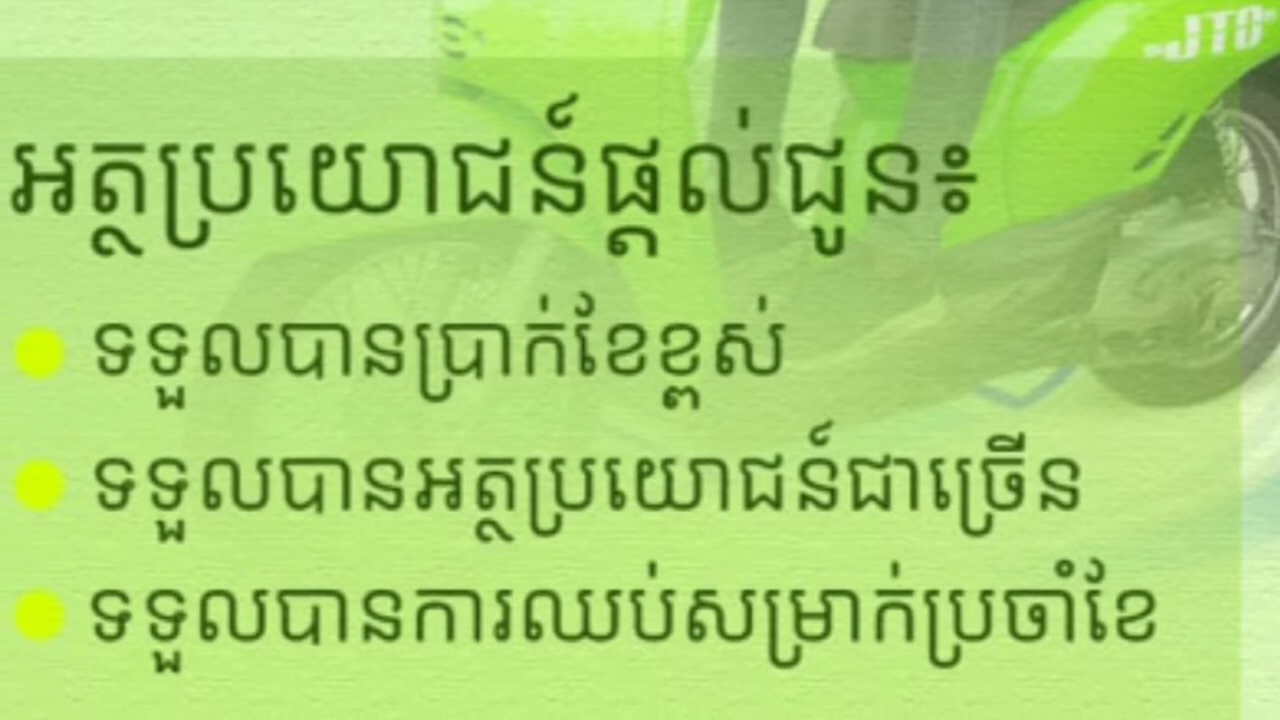 JTO
អត្ថប្រយោជន៍ផ្តល់ជូន៖
ទទួលបានប្រាក់ខែខ្ពស់
ទទួលបានអត្ថប្រយោជន៍ជាច្រើន
ទទួលបានការឈប់សម្រាក់ប្រចាំខែ